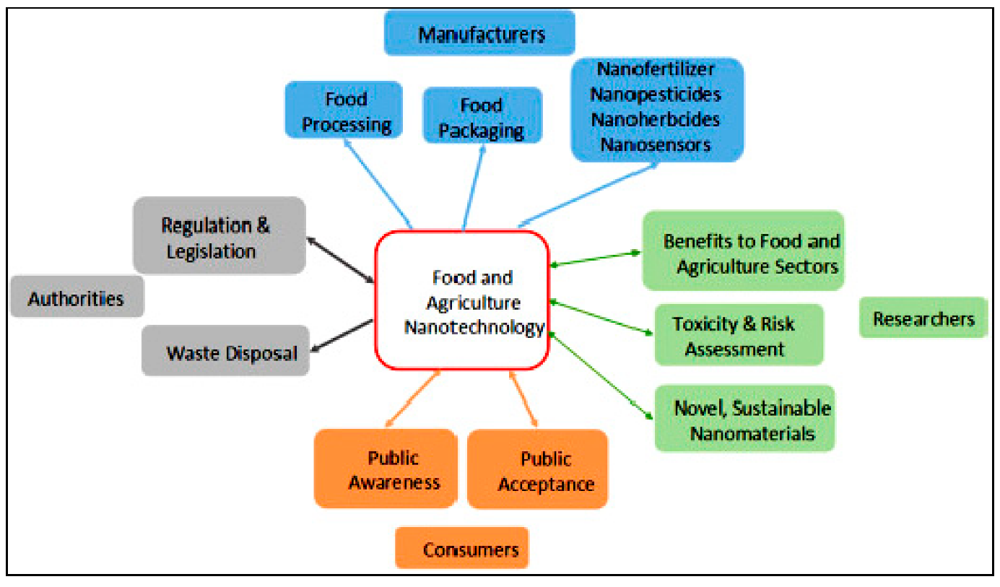 Manufacturers
Food
Processing
Food
Packaging
Nanofertilizer
Nanopesticides
Nanoherbcides
Nanosensors
Regulation &
Legislation
Authoritiies
Waste Disposal
Food and
Agriculture
Nanotechnology
Benefits to Food and
Agriculture Sectors
Toxicity & Risk
Assessment
Researchers
Novel, Sustainable
Nanomaterials
Public
Awareness
Public
Acceptance
Consumers